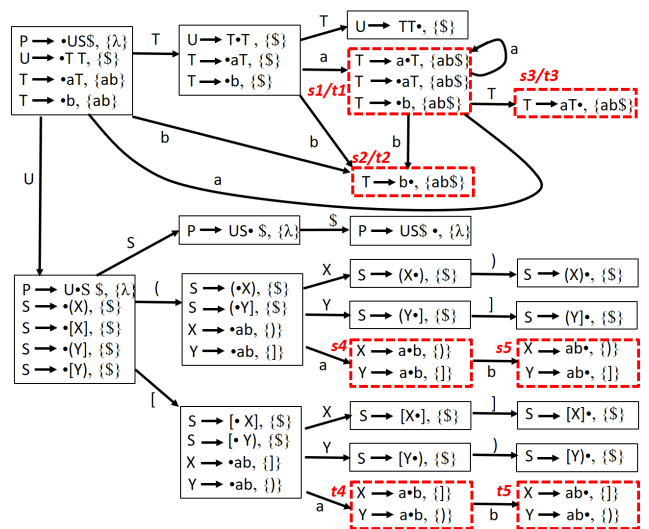 P → •US$, {λ}
U → •T T, {$}
T → •aT, {ab}
T → •b, {ab}
T
U → T•T , {$}
T → •aT, {$}
T → •b, {$}
T
U → TT•, {$}
a
s1/t1
T → a•T, {ab$}
T → •aT, {ab$}
T → •b, {ab$}
a
T
s3/t3
T → aT•, {ab$}
b
b
b
s2/t2
T → b•, {ab$}
a
U
S
P → US• $, {λ}
$
P → US$ •, {λ}
P → U•S $, {λ}
S → •(X), {$}
S → •[X], {$}
S → •(Y], {$}
S → •[Y), {$}
(
S → (•X), {$}
S → (•Y], {$}
X → •ab, {)}
Y → •ab, {]}
X
S → (X•), {$}
)
S → (X)•, {$}
Y
S → (Y•], {$}
]
S → (Y]•, {$}
a
s4
X → a•b, {)}
Y → a•b, {]}
b
s5
X → ab•, {)}
Y → ab•, {]}
[
S → [• X], {$}
S → [• Y), {$}
X → •ab, {]}
Y → •ab, {)}
X
S → [X•], {$}
]
S → [X]•, {$}
Y
S → [Y•), {$}
)
S → [Y)•, {$}
a
t4
X → a•b, {]}
Y → a•b, {)}
b
t5
X → ab•, {]}
Y → ab•, {)}